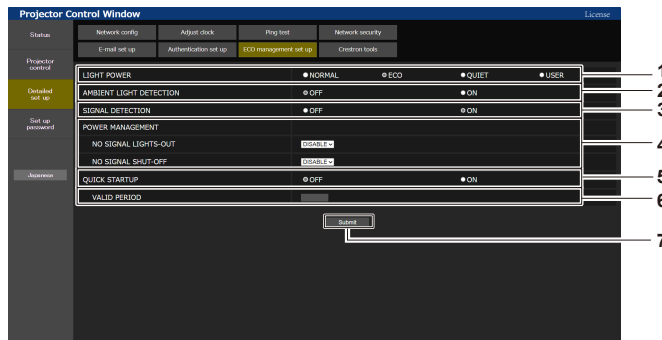 Projector Control Window
License
Status
Network config
Adjust clock
Ping test
Network security
E-mail set up
Authentication set up
ECO management set up
Crestron tools
Projector
control
Detailed
set up
Set up
password
Japanese
LIGHT POWER NORMAL ECO QUIET USER 1
AMBIENT LIGHT DETECTION OFF ON 2
SIGNAL DETECTION OFF ON 3
POWER MANAGEMENT
NO SIGNAL LIGHTS-OUT DISABLE 4
NO SIGNAL SHUT-OFF DISABLE
QUICK STARTUP OFF ON 5
VALID PERIOD 6
Submit 7